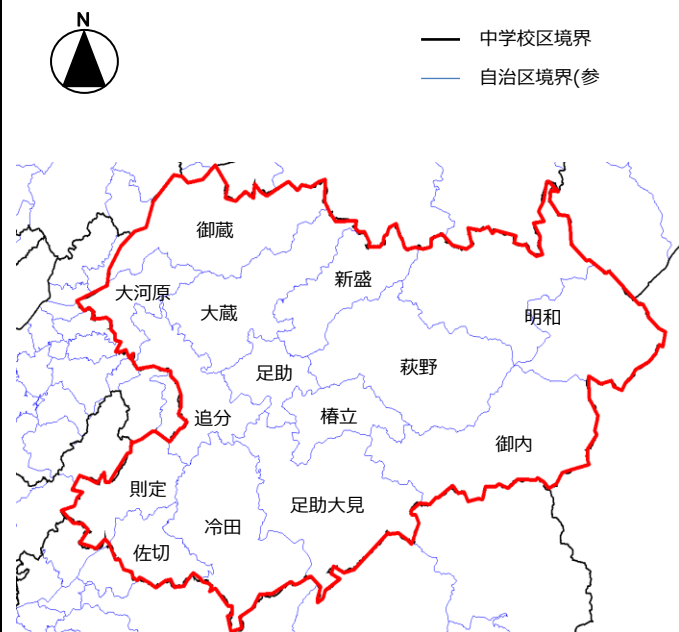 N
中学校区境界
自治区境界(参
御蔵
新盛
大河原
大蔵
明和
足助
萩野
追分
椿立
御内
則定
足助大見
冷田
佐切